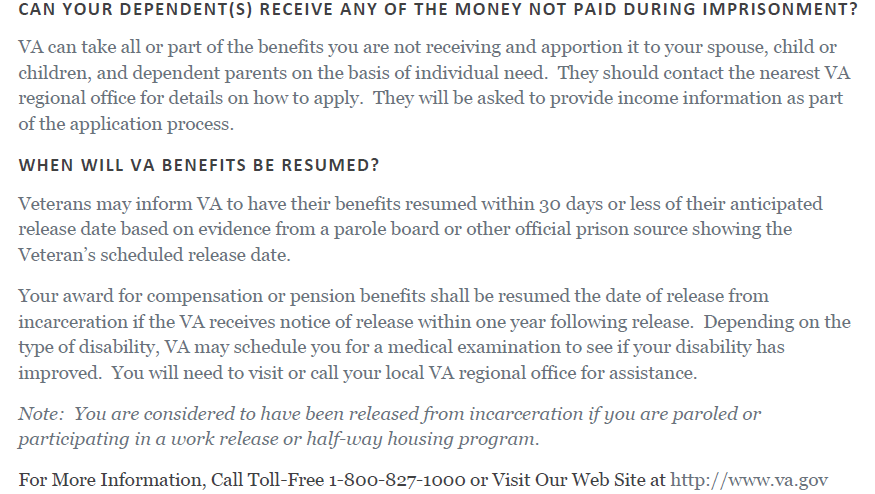 CAN YOUR DEPENDENT(S) RECEIVE ANY OF THE MONEY NOT PAID DURING IMPRISONMENT?
VA can take all or part of the benefits you are not receiving and apportion it to your spouse, child or
children, and dependent parents on the basis of individual need.  They should contact the nearest VA
regional office for details on how to apply.  They will be asked to provide income information as part
of the application process.
WHEN WILL VA BENEFITS BE RESUMED?
Veterans may inform VA to have their benefits resumed within 30 days or less of their anticipated
release date based on evidence from a parole board or other official prison source showing the
Veteran’s scheduled release date.
Your award for compensation or pension benefits shall be resumed the date of release from
incarceration if the VA receives notice of release within one year following release.  Depending on the
type of disability, VA may schedule you for a medical examination to see if your disability has
improved.  You will need to visit or call your local VA regional office for assistance.
Note:  You are considered to have been released from incarceration if you are paroled or
participating in a work release or half-way housing program.
For More Information, Call Toll-Free 1-800-827-1000 or Visit Our Web Site at http://www.va.gov